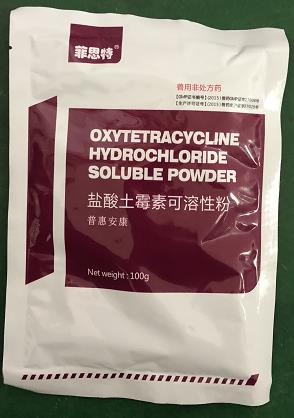 菲恩特®
兽用非处方药
OXYTETRACYCLINE
HYDROCHLORIDE
SOLUBLE POWDER
盐酸土霉素可溶性粉
普惠安康
Net weight：100g